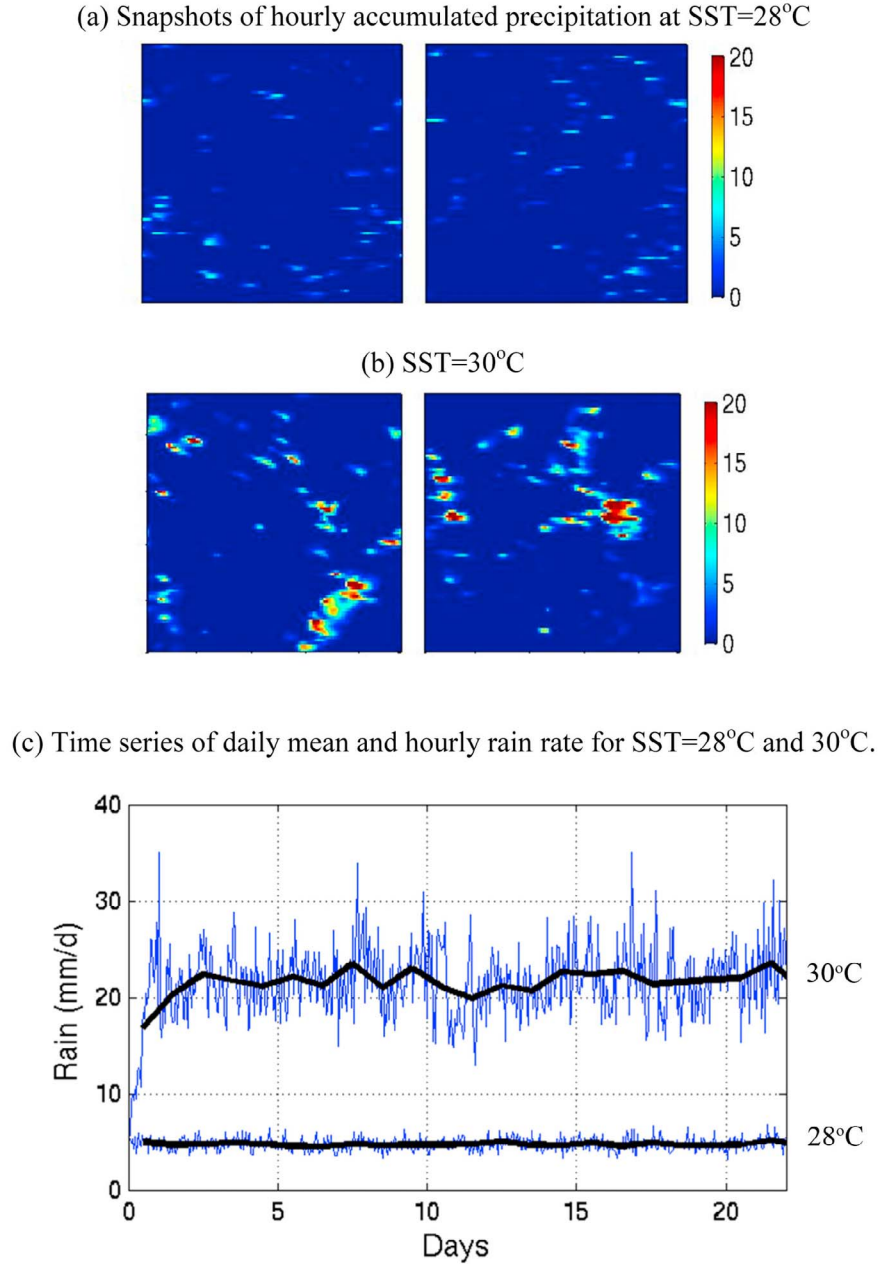 (a) Snapshots of hourly accumulated precipitation at SST=28°C
20
15
10
5
0
(b) SST=30°C
20
15
10
5
0
(c) Time series of daily mean and hourly rain rate for SST=28°C and 30°C.
40
30
20
10
0
Rain (mm/d)
30°C
28°C
0 5 10 15 20
Days